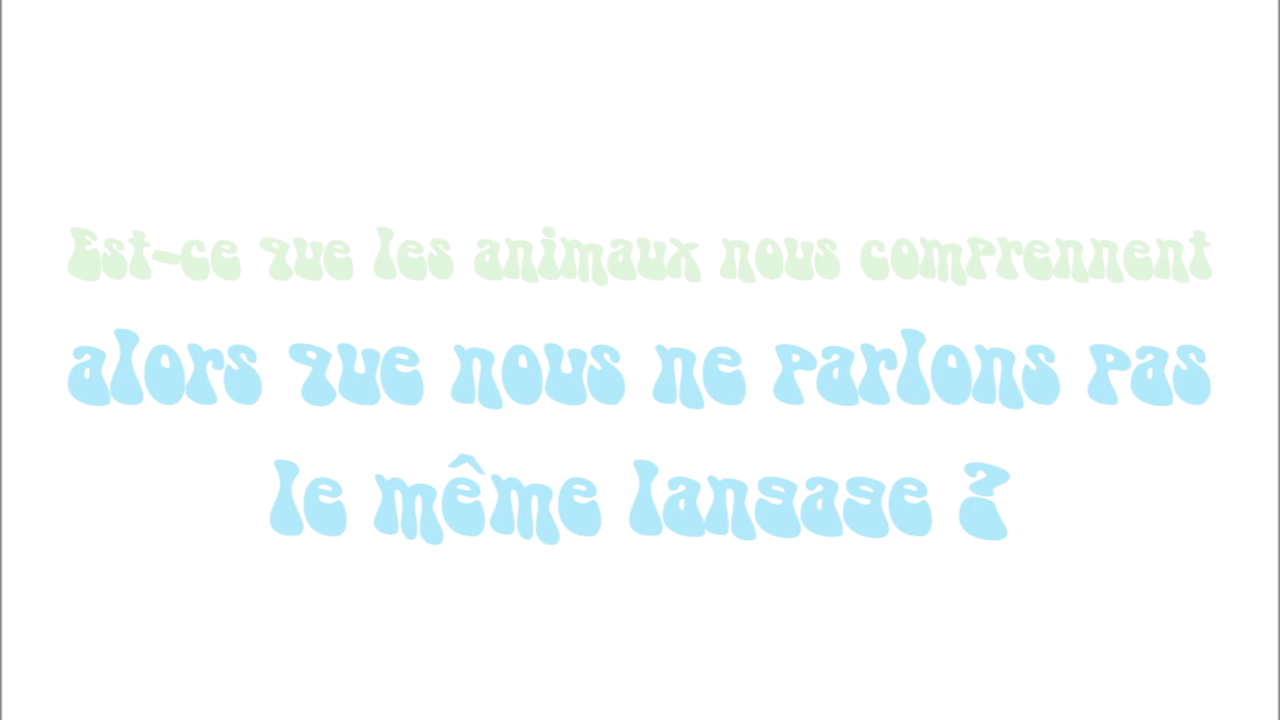 Est-ce que les animaux nous comprennent
alors que nous ne parlons pas
le même langage ?